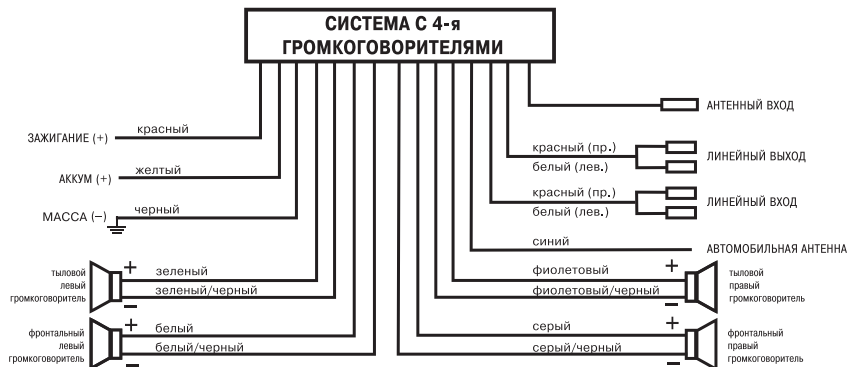 СИСТЕМА С 4-я
ГРОМКОГОВОРИТЕЛЯМИ
ЗАЖИГАНИЕ (+)
красный
АККУМ (+)
желтый
МАССА (–)
черный
тыловой
левый
громкоговоритель
+
зеленый
зеленый/черный
–
фронтальный
левый
громкоговоритель
+
белый
белый/черный
–
АНТЕННЫЙ ВХОД
красный (пр.)
белый (лев.)
ЛИНЕЙНЫЙ ВЫХОД
красный (пр.)
белый (лев.)
ЛИНЕЙНЫЙ ВХОД
синий
АВТОМОБИЛЬНАЯ АНТЕННА
фиолетовый
+
фиолетовый/черный
–
тыловой
правый
громкоговоритель
серый
+
серый/черный
–
фронтальный
правый
громкоговоритель